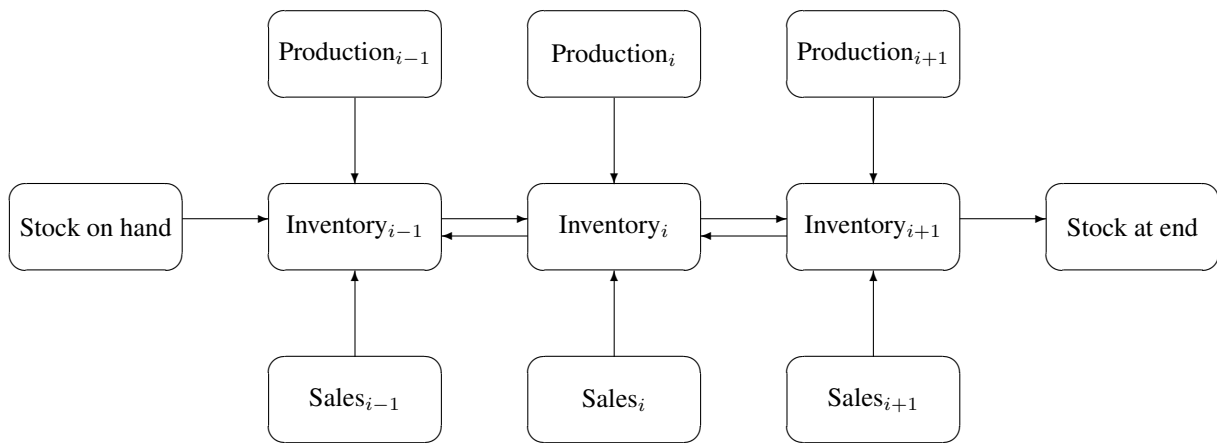 Production_{i−1}
Production_i
Production_{i+1}
Stock on hand
Inventory_{i−1}
Inventory_i
Inventory_{i+1}
Stock at end
Sales_{i−1}
Sales_i
Sales_{i+1}